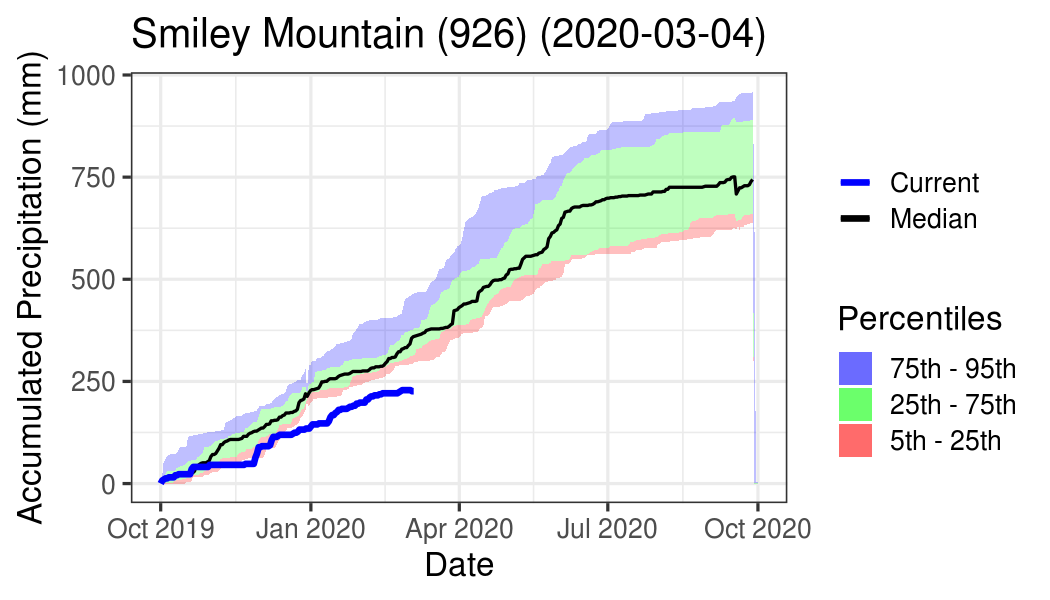 Smiley Mountain (926) (2020-03-04)
Accumulated Precipitation (mm)
1000
750
500
250
0
Oct 2019
Jan 2020
Apr 2020
Jul 2020
Oct 2020
Date
Current
Median
Percentiles
75th - 95th
25th - 75th
5th - 25th